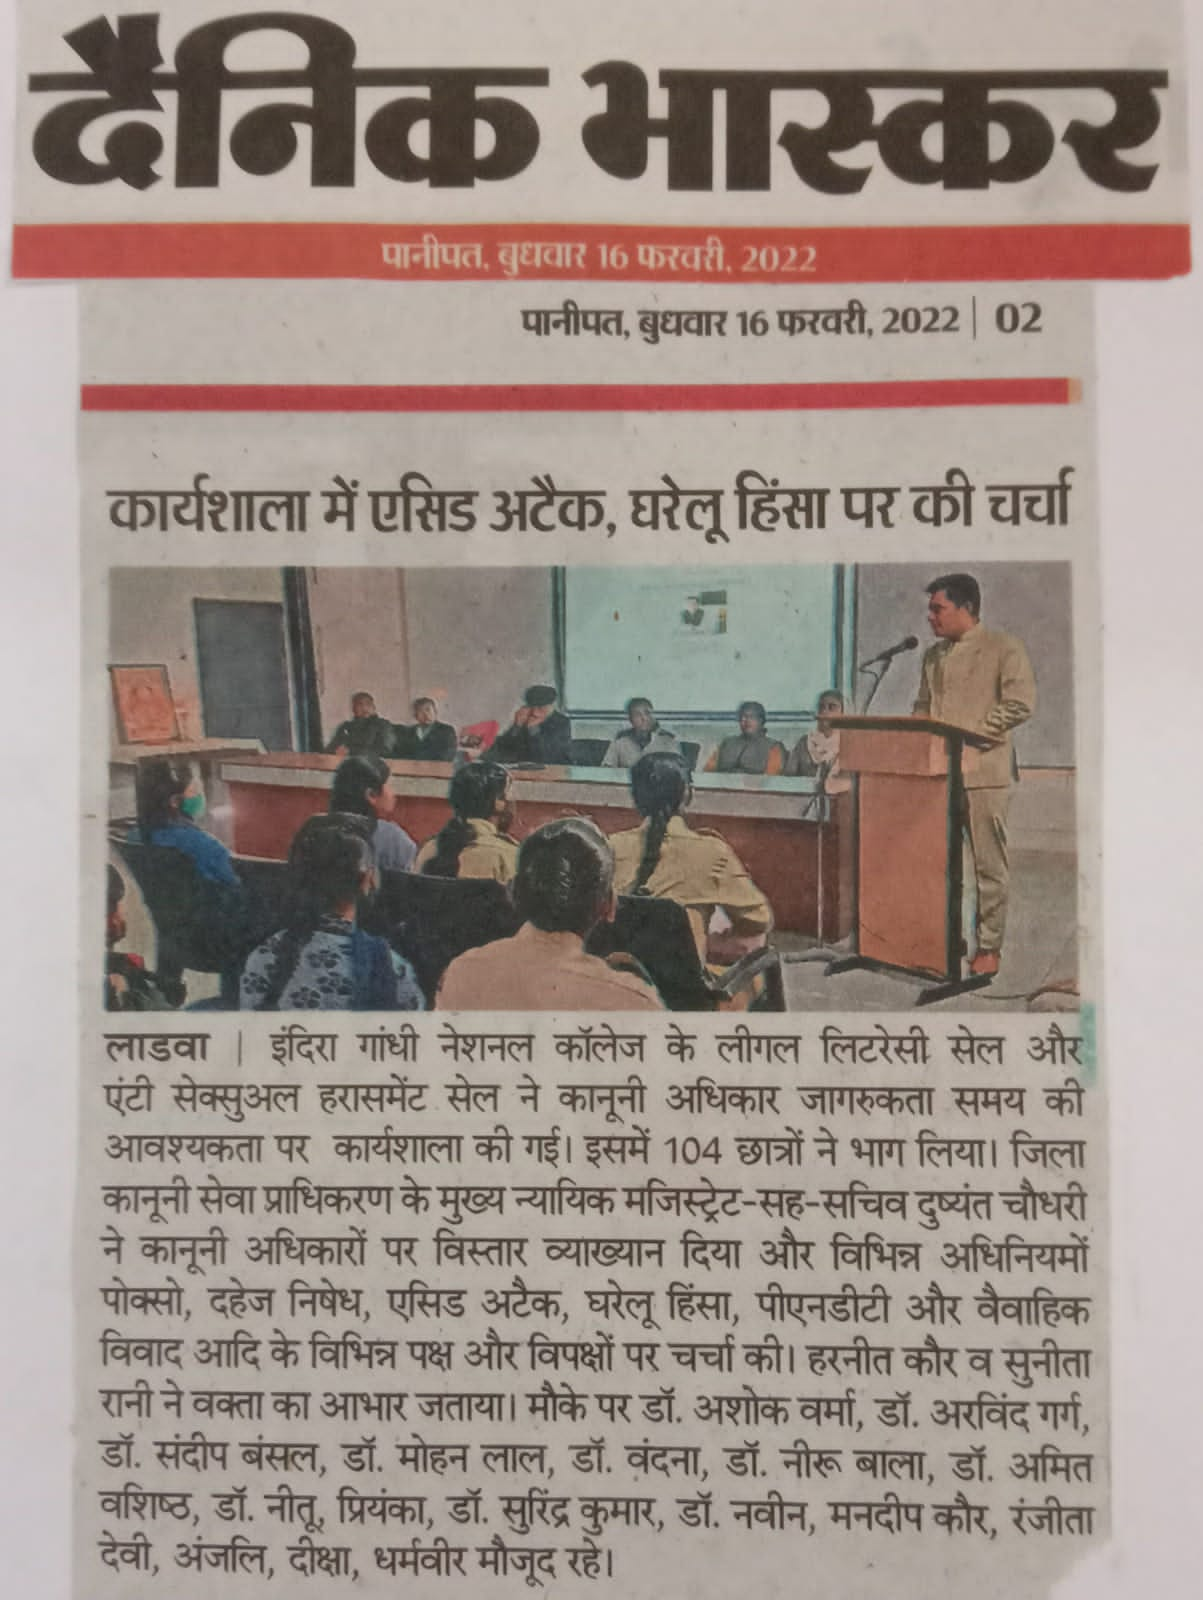 दैनिक भास्कर
पानीपत, बुधवार 16 फरवरी, 2022
पानीपत, बुधवार 16 फरवरी, 2022 | 02
कार्यशाला में एसिड अटैक, घरेलू हिंसा पर की चर्चा
लाडवा | इंदिरा गांधी नेशनल कॉलेज के लीगल लिटरेसी सेल और
एंटी सेक्सुअल हरासमेंट सेल ने कानूनी अधिकार जागरुकता समय की
आवश्यकता पर कार्यशाला की गई। इसमें 104 छात्रों ने भाग लिया। जिला
कानूनी सेवा प्राधिकरण के मुख्य न्यायिक मजिस्ट्रेट-सह-सचिव दुष्यंत चौधरी
ने कानूनी अधिकारों पर विस्तार व्याख्यान दिया और विभिन्न अधिनियमों
पोक्सो, दहेज निषेध, एसिड अटैक, घरेलू हिंसा, पीएनडीटी और वैवाहिक
विवाद आदि के विभिन्न पक्ष और विपक्षों पर चर्चा की। हरनीत कौर व सुनीता
रानी ने वक्ता का आभार जताया। मौके पर डॉ. अशोक वर्मा, डॉ. अरविंद गर्ग,
डॉ. संदीप बंसल, डॉ. मोहन लाल, डॉ. वंदना, डॉ. नीरू बाला, डॉ. अमित
वशिष्ठ, डॉ. नीतू, प्रियंका, डॉ. सुरिंद्र कुमार, डॉ. नवीन, मनदीप कौर, रंजीता
देवी, अंजलि, दीक्षा, धर्मवीर मौजूद रहे।